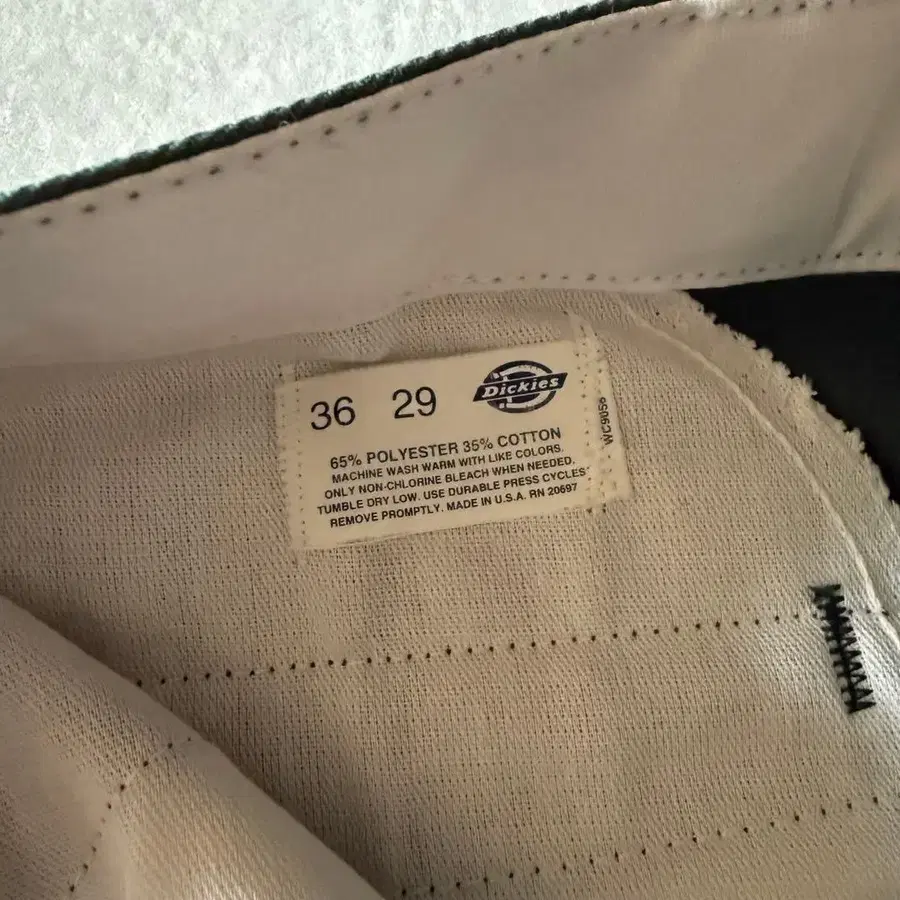 36 29 Dickies
65% POLYESTER 35% COTTON
MACHINE WASH WARM WITH LIKE COLORS.
ONLY NON-CHLORINE BLEACH WHEN NEEDED.
TUMBLE DRY LOW. USE DURABLE PRESS CYCLES
REMOVE PROMPTLY. MADE IN U.S.A. RN 20697
WC9056